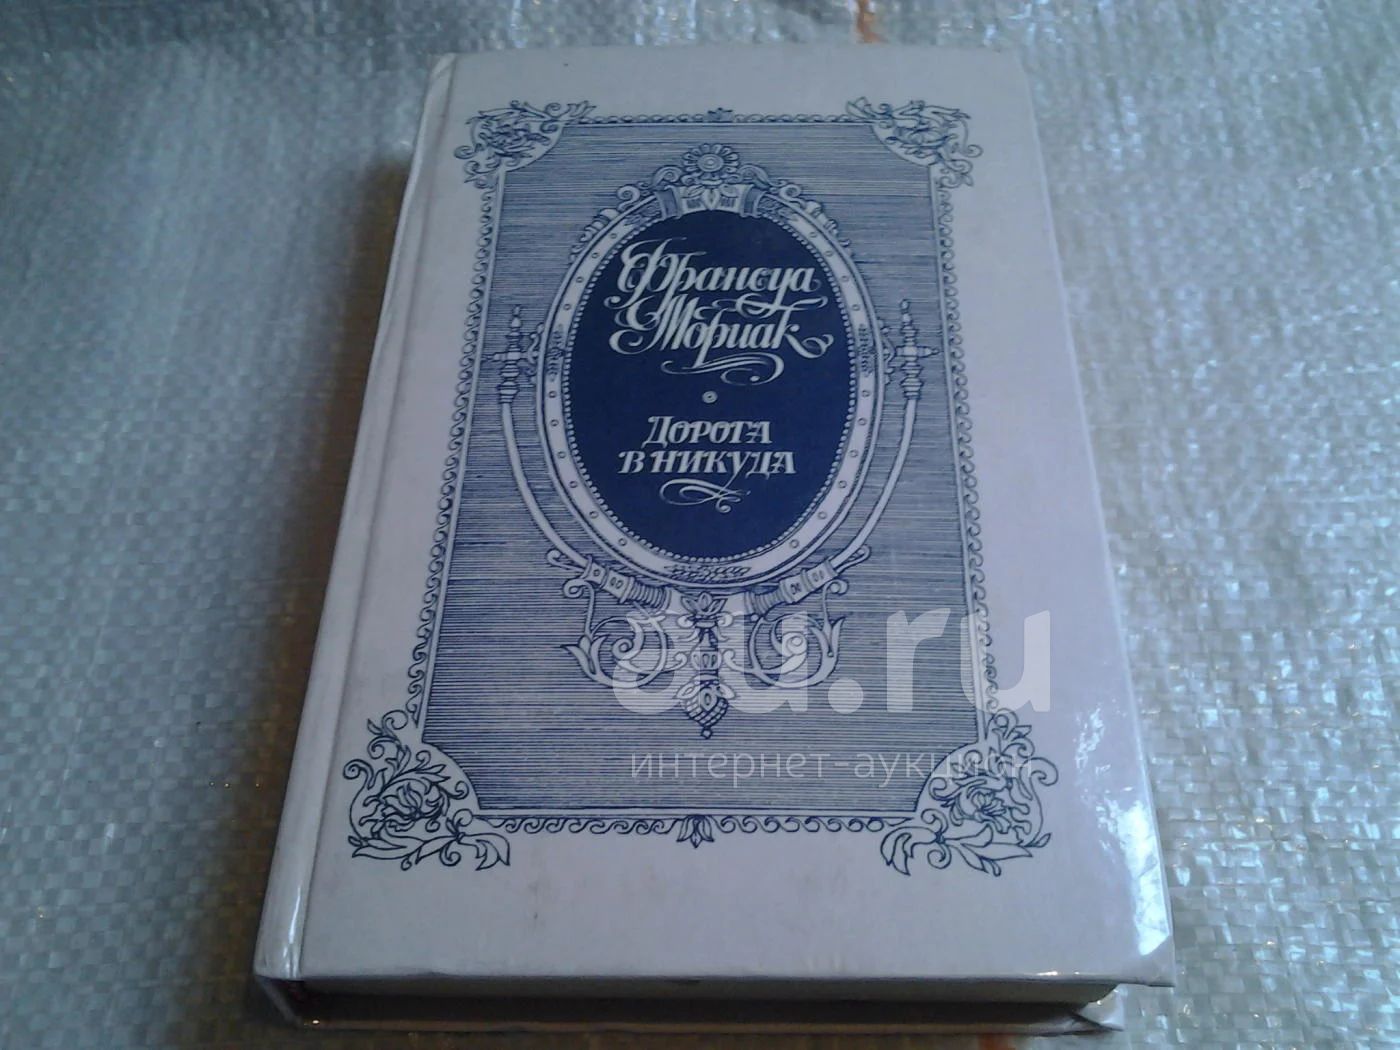 Франсуа
Мориак
Дорога
в никуда
au.ru
интернет-аукцион